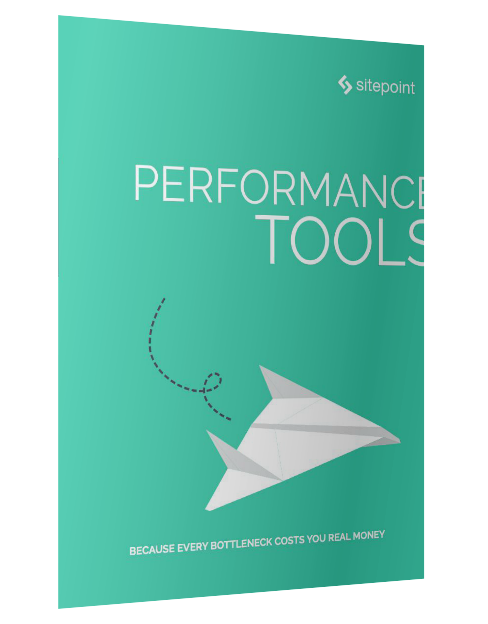 sitepoint
PERFORMANCE
TOOLS
BECAUSE EVERY BOTTLENECK COSTS YOU REAL MONEY